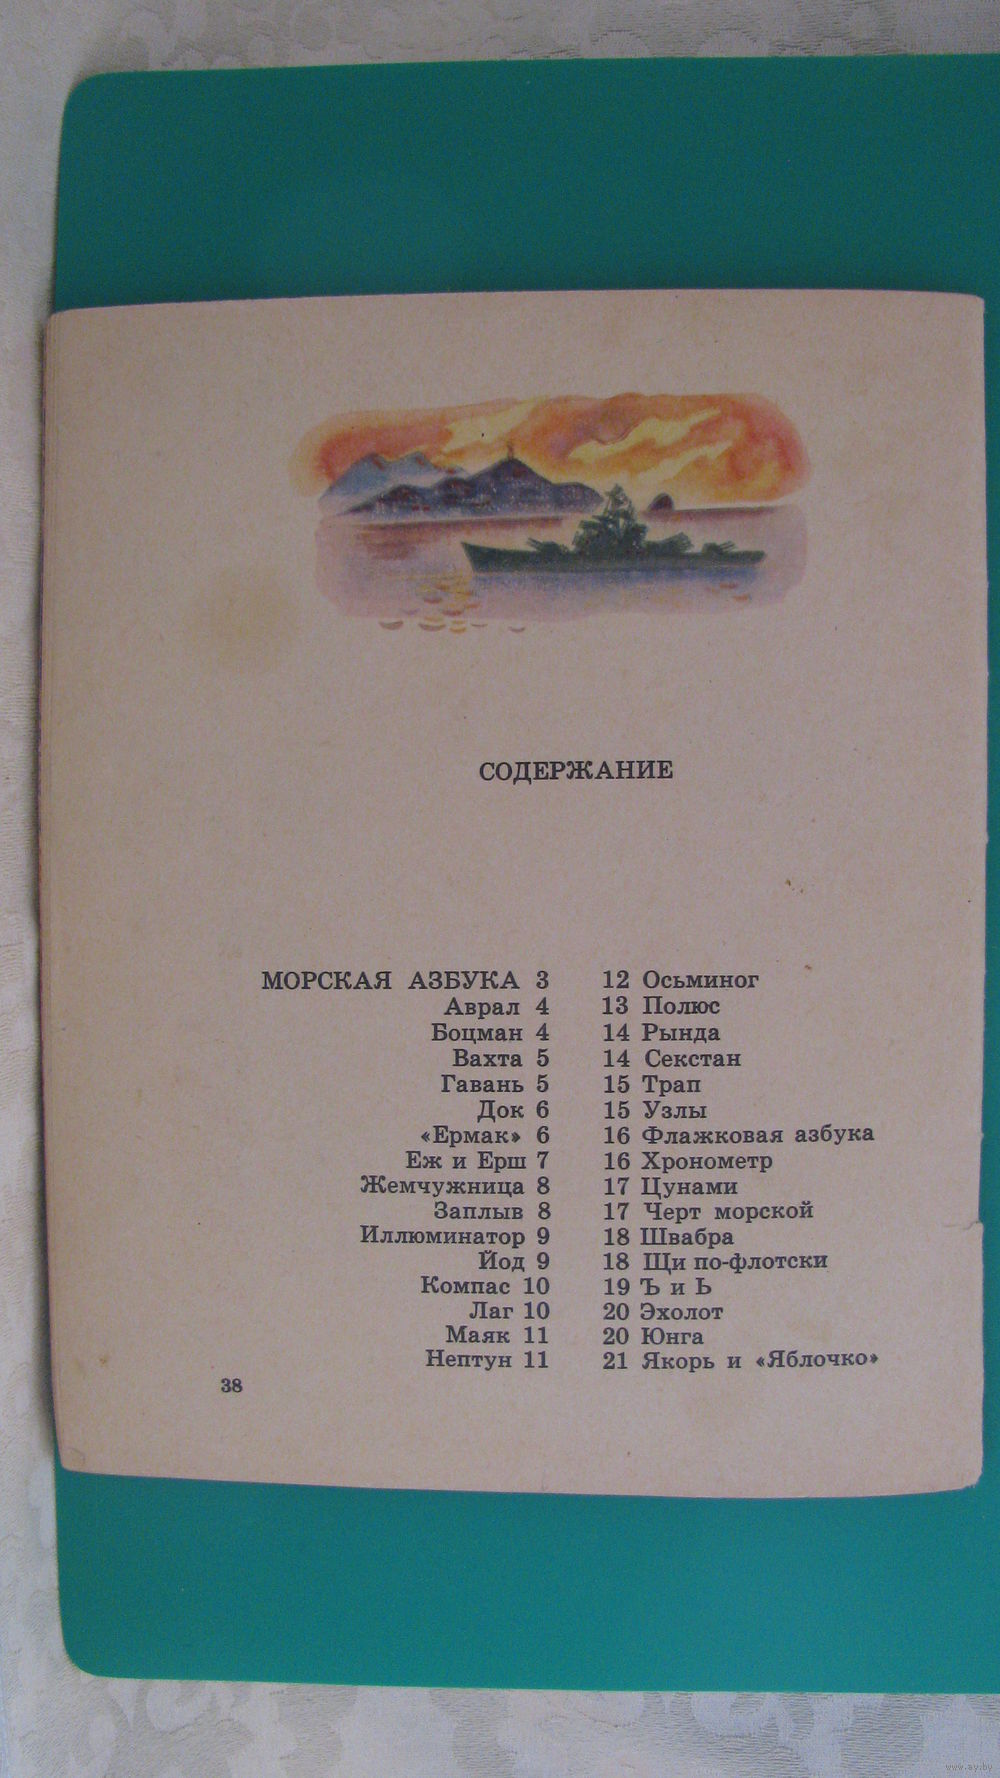 СОДЕРЖАНИЕ
МОРСКАЯ АЗБУКА 3
Аврал 4
Боцман 4
Вахта 5
Гавань 5
Док 6
«Ермак» 6
Еж и Ерш 7
Жемчужница 8
Заплыв 8
Иллюминатор 9
Йод 9
Компас 10
Лаг 10
Маяк 11
Нептун 11
12 Осьминог
13 Полюс
14 Рында
14 Секстан
15 Трап
15 Узлы
16 Флажковая азбука
16 Хронометр
17 Цунами
17 Черт морской
18 Швабра
18 Щи по-флотски
19 Ъ и Ь
20 Эхолот
20 Юнга
21 Якорь и «Яблочко»
38
www.ay.by